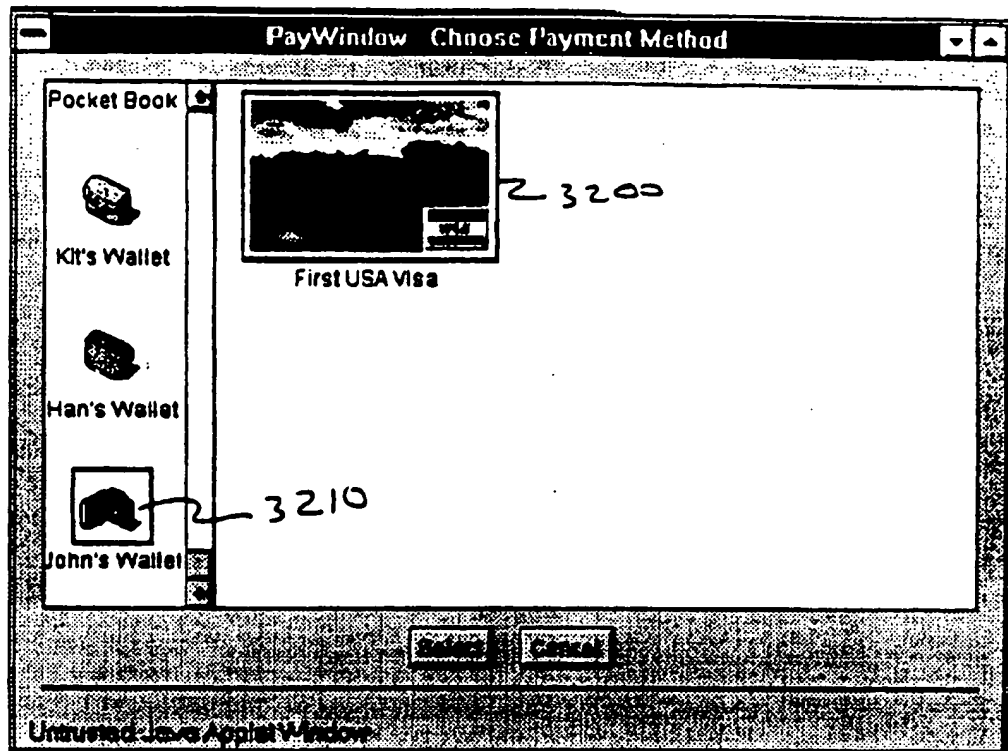 PayWindow Choose Payment Method
Pocket Book
Kit's Wallet
Han's Wallet
John's Wallet
First USA Visa
3200
3210
Select Cancel
Untrusted Java Applet Window